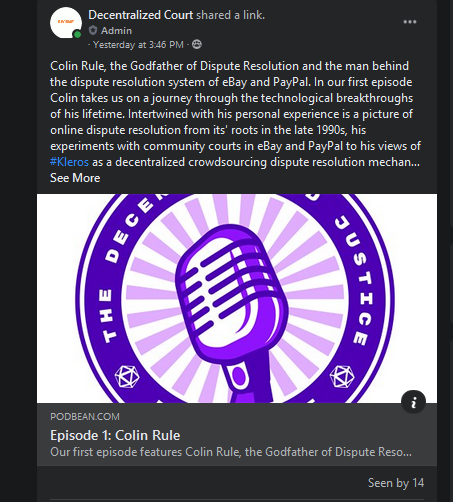 Decentralized Court shared a link.
Admin
· Yesterday at 3:46 PM ·
Colin Rule, the Godfather of Dispute Resolution and the man behind
the dispute resolution system of eBay and PayPal. In our first episode
Colin takes us on a journey through the technological breakthroughs
of his lifetime. Intertwined with his personal experience is a picture of
online dispute resolution from its' roots in the late 1990s, his
experiments with community courts in eBay and PayPal to his views of
#Kleros as a decentralized crowdsourcing dispute resolution mechan...
See More
THE DECEN
D JUSTICE
i
PODBEAN.COM
Episode 1: Colin Rule
Our first episode features Colin Rule, the Godfather of Dispute Reso...
Seen by 14